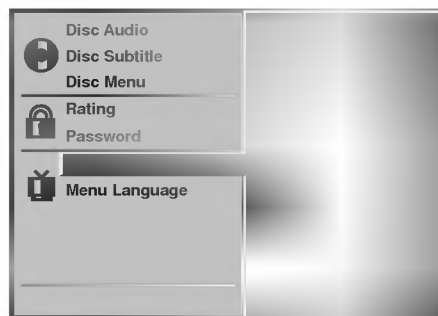 Disc Audio
Disc Subtitle
Disc Menu
Rating
Password
Menu Language